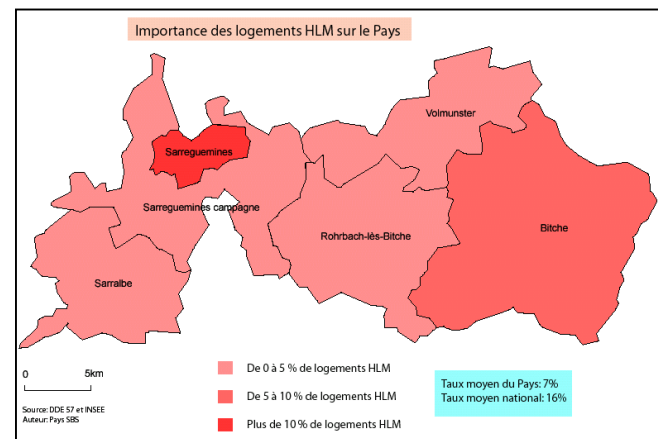 Importance des logements HLM sur le Pays
Volmunster
Sarreguemines
Sarreguemines campagne
Rohrbach-lès-Bitche
Bitche
Sarralbe
0 5km
De 0 à 5 % de logements HLM
De 5 à 10 % de logements HLM
Plus de 10 % de logements HLM
Taux moyen du Pays: 7%
Taux moyen national: 16%
Source: DDE 57 et INSEE
Auteur: Pays SBS